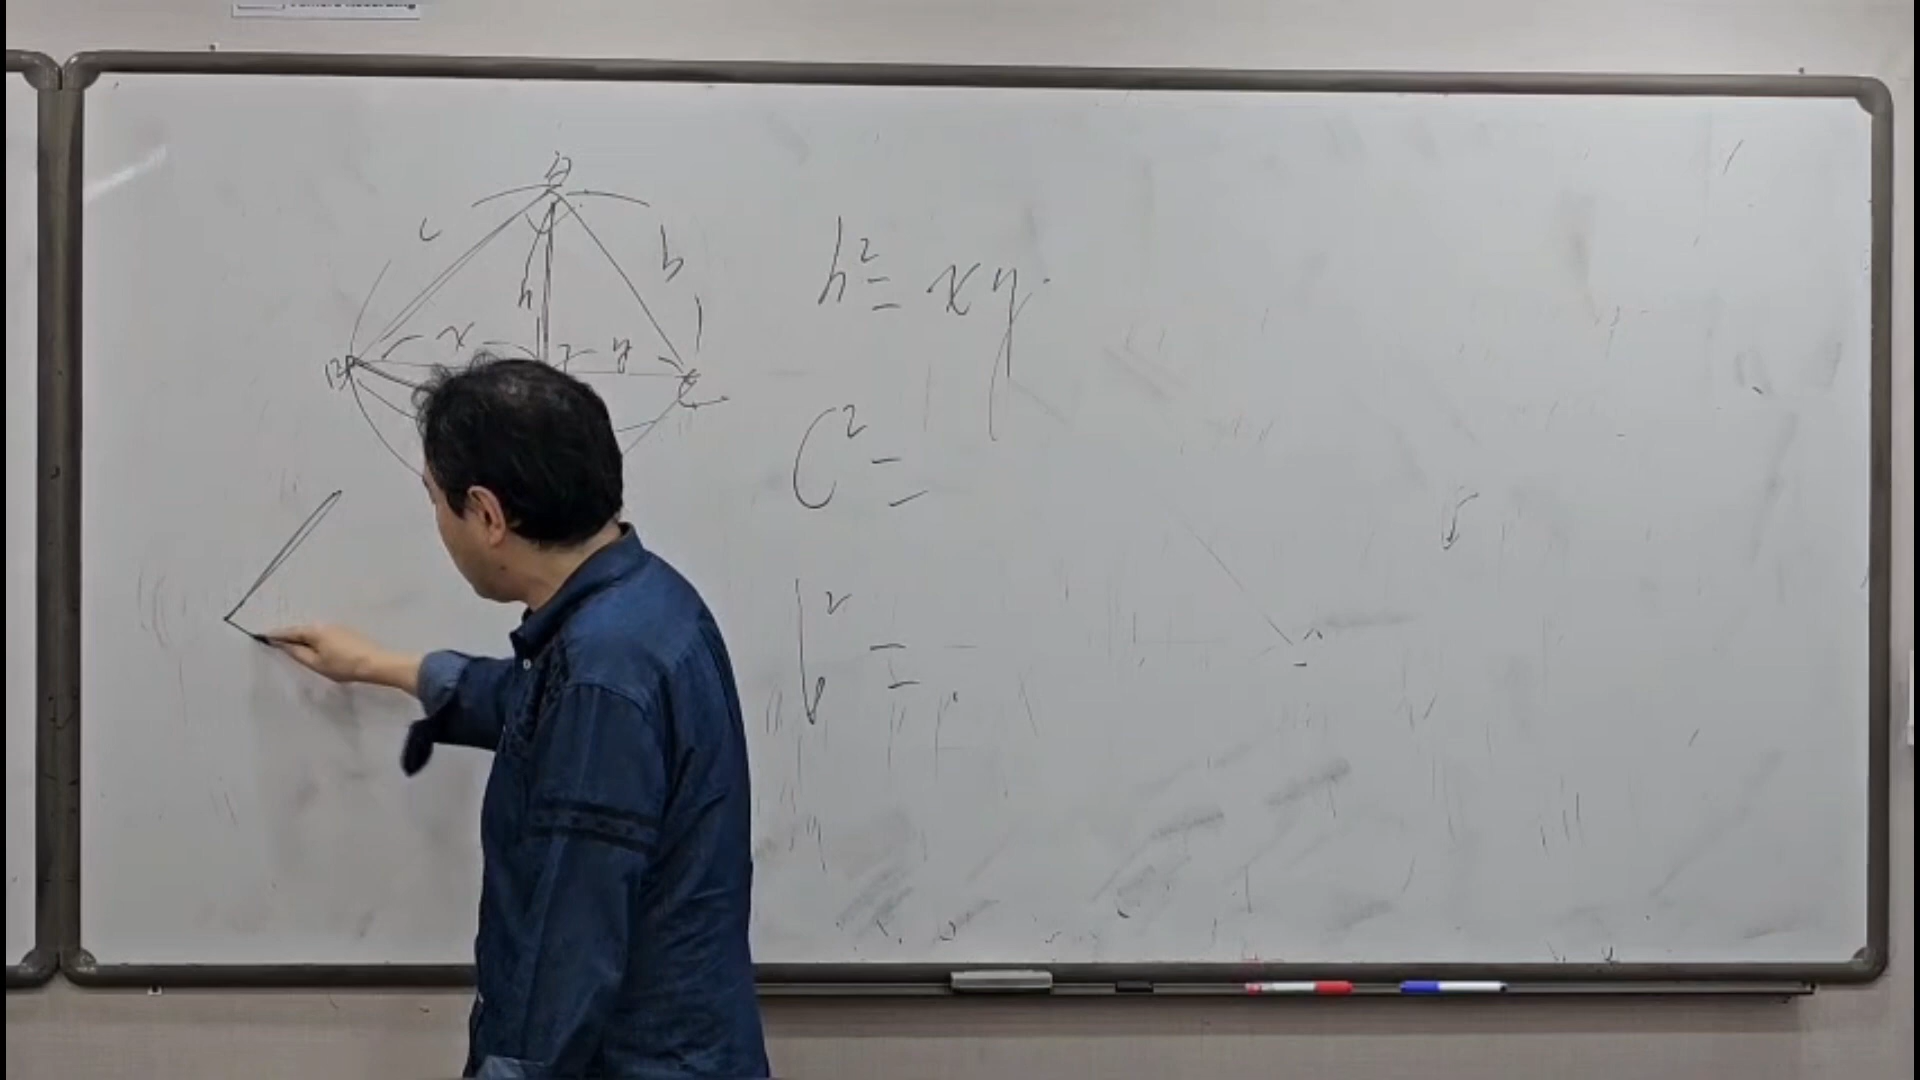 A
c
b
h
x
y
B
C
h² = xy
C² =
b² =